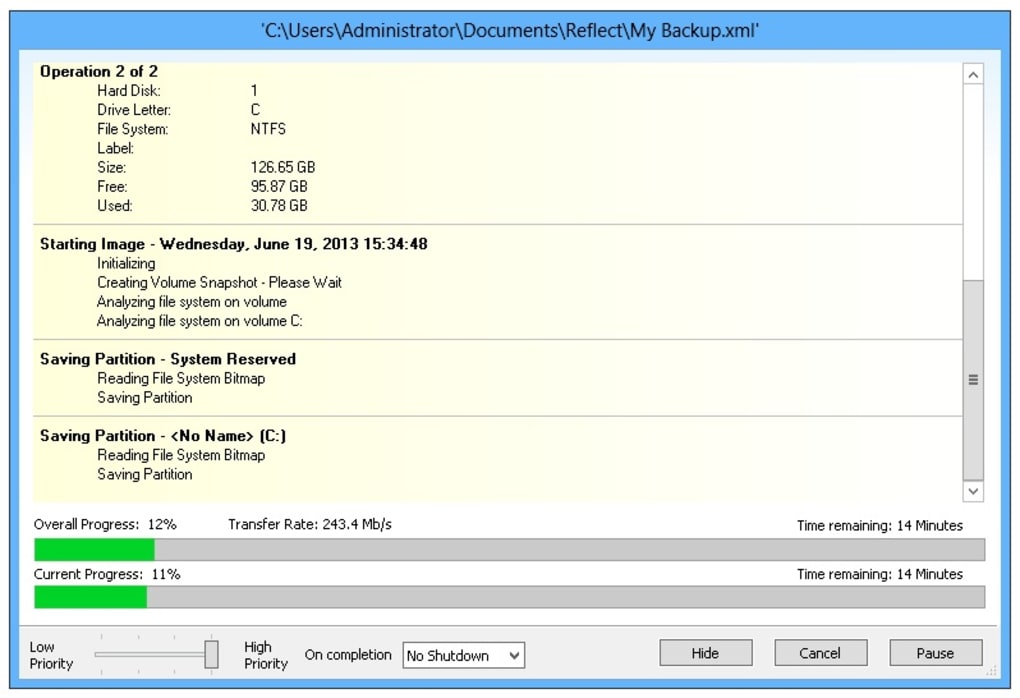 'C:\Users\Administrator\Documents\Reflect\My Backup.xml'
Operation 2 of 2
Hard Disk: 1
Drive Letter: C
File System: NTFS
Label:
Size: 126.65 GB
Free: 95.87 GB
Used: 30.78 GB
Starting Image - Wednesday, June 19, 2013 15:34:48
Initializing
Creating Volume Snapshot - Please Wait
Analyzing file system on volume
Analyzing file system on volume C:
Saving Partition - System Reserved
Reading File System Bitmap
Saving Partition
Saving Partition - <No Name> (C:)
Reading File System Bitmap
Saving Partition
Overall Progress: 12% Transfer Rate: 243.4 Mb/s Time remaining: 14 Minutes
Current Progress: 11% Time remaining: 14 Minutes
Low Priority High Priority On completion No Shutdown Hide Cancel Pause